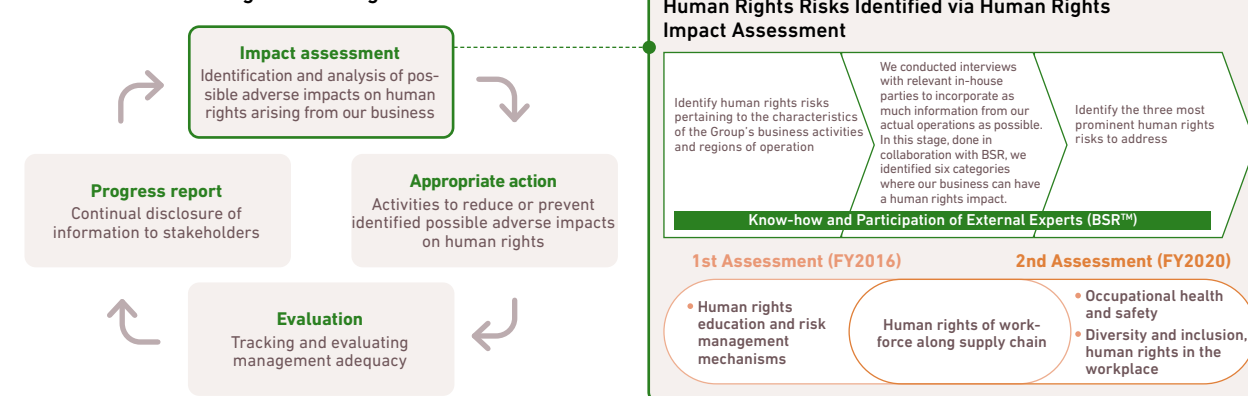 Impact assessment
Identification and analysis of pos-
sible adverse impacts on human
rights arising from our business
Appropriate action
Activities to reduce or prevent
identified possible adverse impacts
on human rights
Evaluation
Tracking and evaluating
management adequacy
Progress report
Continual disclosure of
information to stakeholders
Human Rights Risks Identified via Human Rights
Impact Assessment
Identify human rights risks
pertaining to the characteristics
of the Group's business activities
and regions of operation
We conducted interviews
with relevant in-house
parties to incorporate as
much information from our
actual operations as possible.
In this stage, done in
collaboration with BSR, we
identified six categories
where our business can have
a human rights impact.
Identify the three most
prominent human rights
risks to address
Know-how and Participation of External Experts (BSR™)
1st Assessment (FY2016)
2nd Assessment (FY2020)
• Human rights
education and risk
management
mechanisms
Human rights of work-
force along supply chain
• Occupational health
and safety
• Diversity and inclusion,
human rights in the
workplace